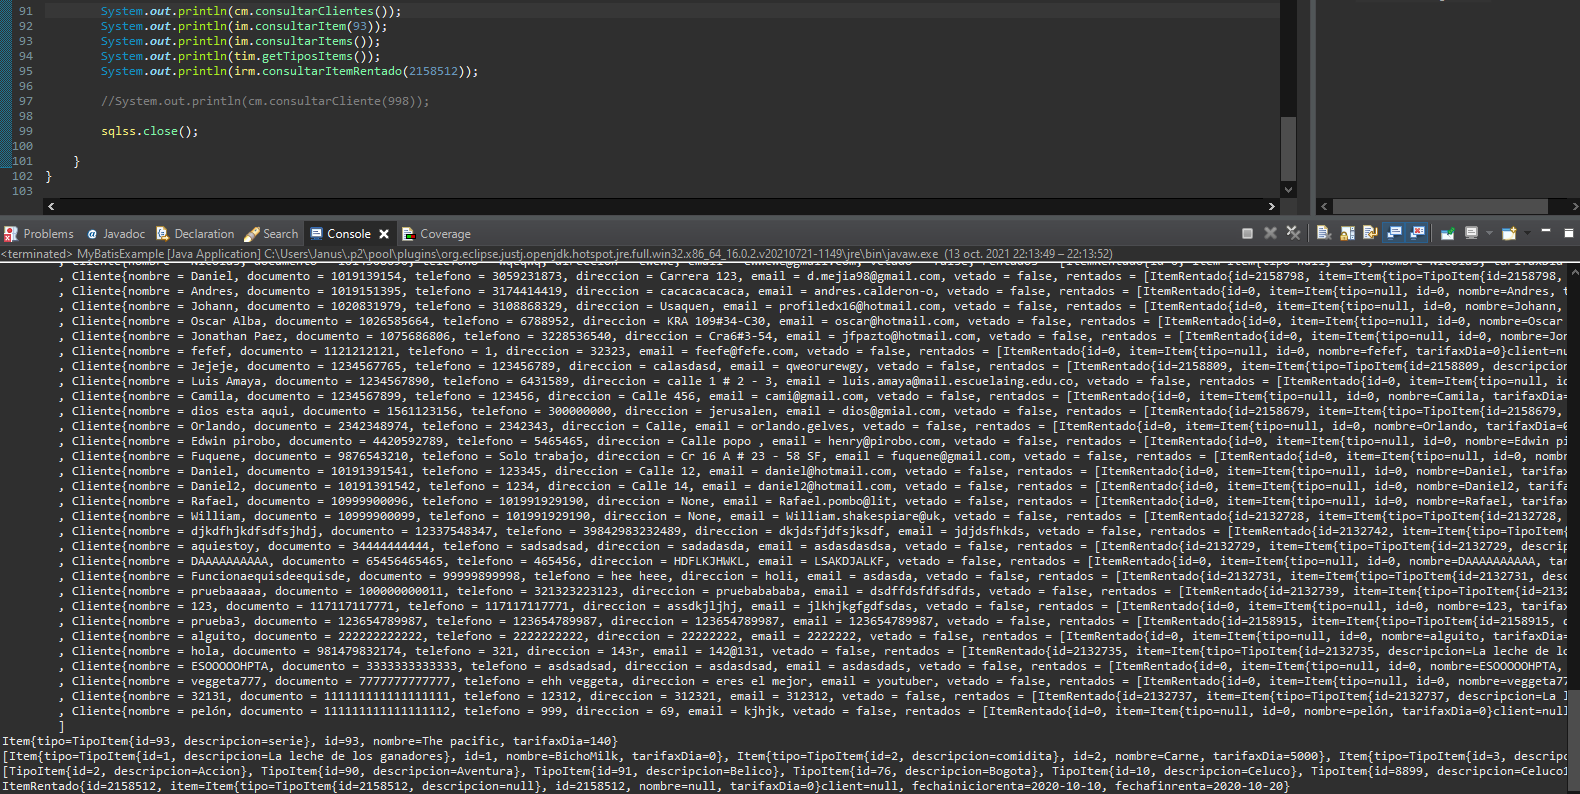 91 System.out.println(cm.consultarClientes());
92 System.out.println(im.consultarItem(93));
93 System.out.println(im.consultarItems());
94 System.out.println(tim.getTiposItems());
95 System.out.println(irm.consultarItemRentado(2158512));
96
97 //System.out.println(cm.consultarCliente(998));
98
99 sqlss.close();
100
101 }
102 }
103
Problems Javadoc Declaration Search Console Coverage
<terminated> MyBatisExample [Java Application] C:\Users\Janus\.p2\pool\plugins\org.eclipse.justj.openjdk.hotspot.jre.full.win32.x86_64_16.0.2.v20210721-1149\jre\bin\javaw.exe (13 oct. 2021 22:13:49 – 22:13:52)
, Cliente{nombre = Daniel, documento = 1019139154, telefono = 3059231873, direccion = Carrera 123, email = d.mejia98@gmail.com, vetado = false, rentados = [ItemRentado{id=2158798, item=Item{tipo=TipoItem{id=2158798,
, Cliente{nombre = Andres, documento = 1019151395, telefono = 3174414419, direccion = cacacacacaca, email = andres.calderon-o, vetado = false, rentados = [ItemRentado{id=0, item=Item{tipo=null, id=0, nombre=Andres, t
, Cliente{nombre = Johann, documento = 1020831979, telefono = 3108868329, direccion = Usaquen, email = profiledx16@hotmail.com, vetado = false, rentados = [ItemRentado{id=0, item=Item{tipo=null, id=0, nombre=Johann,
, Cliente{nombre = Oscar Alba, documento = 1026585664, telefono = 6788952, direccion = KRA 109#34-C30, email = oscar@hotmail.com, vetado = false, rentados = [ItemRentado{id=0, item=Item{tipo=null, id=0, nombre=Oscar
, Cliente{nombre = Jonathan Paez, documento = 1075686806, telefono = 3228536540, direccion = Cra6#3-54, email = jfpazto@hotmail.com, vetado = false, rentados = [ItemRentado{id=0, item=Item{tipo=null, id=0, nombre=Jon
, Cliente{nombre = fefef, documento = 1121212121, telefono = 1, direccion = 32323, email = feefe@fefe.com, vetado = false, rentados = [ItemRentado{id=0, item=Item{tipo=null, id=0, nombre=fefef, tarifaxDia=0}client=nu
, Cliente{nombre = Jejeje, documento = 1234567765, telefono = 123456789, direccion = calasdasd, email = qweorurewgy, vetado = false, rentados = [ItemRentado{id=2158809, item=Item{tipo=TipoItem{id=2158809, descripcion
, Cliente{nombre = Luis Amaya, documento = 1234567890, telefono = 6431589, direccion = calle 1 # 2 - 3, email = luis.amaya@mail.escuelaing.edu.co, vetado = false, rentados = [ItemRentado{id=0, item=Item{tipo=null, id
, Cliente{nombre = Camila, documento = 1234567899, telefono = 123456, direccion = Calle 456, email = cami@gmail.com, vetado = false, rentados = [ItemRentado{id=0, item=Item{tipo=null, id=0, nombre=Camila, tarifaxDia=
, Cliente{nombre = dios esta aqui, documento = 1561123156, telefono = 300000000, direccion = jerusalen, email = dios@gmial.com, vetado = false, rentados = [ItemRentado{id=2158679, item=Item{tipo=TipoItem{id=2158679,
, Cliente{nombre = Orlando, documento = 2342348974, telefono = 2342343, direccion = Calle, email = orlando.gelves, vetado = false, rentados = [ItemRentado{id=0, item=Item{tipo=null, id=0, nombre=Orlando, tarifaxDia=0
, Cliente{nombre = Edwin pirobo, documento = 4420592789, telefono = 5465465, direccion = Calle popo , email = henry@pirobo.com, vetado = false, rentados = [ItemRentado{id=0, item=Item{tipo=null, id=0, nombre=Edwin pi
, Cliente{nombre = Fuquene, documento = 9876543210, telefono = Solo trabajo, direccion = Cr 16 A # 23 - 58 SF, email = fuquene@gmail.com, vetado = false, rentados = [ItemRentado{id=0, item=Item{tipo=null, id=0, nomb
, Cliente{nombre = Daniel, documento = 10191391541, telefono = 123345, direccion = Calle 12, email = daniel@hotmail.com, vetado = false, rentados = [ItemRentado{id=0, item=Item{tipo=null, id=0, nombre=Daniel, tarifax
, Cliente{nombre = Daniel2, documento = 10191391542, telefono = 1234, direccion = Calle 14, email = daniel2@hotmail.com, vetado = false, rentados = [ItemRentado{id=0, item=Item{tipo=null, id=0, nombre=Daniel2, tarif
, Cliente{nombre = Rafael, documento = 10999900096, telefono = 101991929190, direccion = None, email = Rafael.pombo@lit, vetado = false, rentados = [ItemRentado{id=0, item=Item{tipo=null, id=0, nombre=Rafael, tarifax
, Cliente{nombre = William, documento = 10999900099, telefono = 101991929190, direccion = None, email = William.shakespiare@uk, vetado = false, rentados = [ItemRentado{id=2132728, item=Item{tipo=TipoItem{id=2132728,
, Cliente{nombre = djkdfhjkdfsdfsjhdj, documento = 12337548347, telefono = 39842983232489, direccion = dkjdsfjdfsjksdf, email = jdjdsfhkds, vetado = false, rentados = [ItemRentado{id=2132742, item=Item{tipo=TipoItem{
, Cliente{nombre = aquiestoy, documento = 34444444444, telefono = sadsadsad, direccion = sadadasda, email = asdasdasdsa, vetado = false, rentados = [ItemRentado{id=2132729, item=Item{tipo=TipoItem{id=2132729, descrip
, Cliente{nombre = DAAAAAAAAAA, documento = 65456465465, telefono = 465456, direccion = HDFLKJHWKL, email = LSAKDJALKF, vetado = false, rentados = [ItemRentado{id=0, item=Item{tipo=null, id=0, nombre=DAAAAAAAAAA, tar
, Cliente{nombre = Funcionaequisdeequisde, documento = 99999899998, telefono = hee heee, direccion = holi, email = asdasda, vetado = false, rentados = [ItemRentado{id=2132731, item=Item{tipo=TipoItem{id=2132731, desc
, Cliente{nombre = pruebaaaaa, documento = 100000000011, telefono = 321323223123, direccion = pruebabababa, email = dsdffdsfdfsdfds, vetado = false, rentados = [ItemRentado{id=2132739, item=Item{tipo=TipoItem{id=2132
, Cliente{nombre = 123, documento = 117117117771, telefono = 117117117771, direccion = assdkjljhj, email = jlkhjkgfgdfsdas, vetado = false, rentados = [ItemRentado{id=0, item=Item{tipo=null, id=0, nombre=123, tarifax
, Cliente{nombre = prueba3, documento = 123654789987, telefono = 123654789987, direccion = 123654789987, email = 123654789987, vetado = false, rentados = [ItemRentado{id=2158915, item=Item{tipo=TipoItem{id=2158915, d
, Cliente{nombre = alguito, documento = 222222222222, telefono = 2222222222, direccion = 22222222, email = 2222222, vetado = false, rentados = [ItemRentado{id=0, item=Item{tipo=null, id=0, nombre=alguito, tarifaxDia=
, Cliente{nombre = hola, documento = 981479832174, telefono = 321, direccion = 143r, email = 142@131, vetado = false, rentados = [ItemRentado{id=2132735, item=Item{tipo=TipoItem{id=2132735, descripcion=La leche de lo
, Cliente{nombre = ESOOOOOHPTA, documento = 3333333333333, telefono = asdsadsad, direccion = asdasdsad, email = asdasdads, vetado = false, rentados = [ItemRentado{id=0, item=Item{tipo=null, id=0, nombre=ESOOOOOHPTA,
, Cliente{nombre = veggeta777, documento = 7777777777777, telefono = ehh veggeta, direccion = eres el mejor, email = youtuber, vetado = false, rentados = [ItemRentado{id=0, item=Item{tipo=null, id=0, nombre=veggeta77
, Cliente{nombre = 32131, documento = 11111111111111111, telefono = 12312, direccion = 312321, email = 312312, vetado = false, rentados = [ItemRentado{id=2132737, item=Item{tipo=TipoItem{id=2132737, descripcion=La l
, Cliente{nombre = pelón, documento = 111111111111111112, telefono = 999, direccion = 69, email = kjhjk, vetado = false, rentados = [ItemRentado{id=0, item=Item{tipo=null, id=0, nombre=pelón, tarifaxDia=0}client=null
]
Item{tipo=TipoItem{id=93, descripcion=serie}, id=93, nombre=The pacific, tarifaxDia=140}
[Item{tipo=TipoItem{id=1, descripcion=La leche de los ganadores}, id=1, nombre=BichoMilk, tarifaxDia=0}, Item{tipo=TipoItem{id=2, descripcion=comidita}, id=2, nombre=Carne, tarifaxDia=5000}, Item{tipo=TipoItem{id=3, descripc
[TipoItem{id=2, descripcion=Accion}, TipoItem{id=90, descripcion=Aventura}, TipoItem{id=91, descripcion=Belico}, TipoItem{id=76, descripcion=Bogota}, TipoItem{id=10, descripcion=Celuco}, TipoItem{id=8899, descripcion=Celuco1
ItemRentado{id=2158512, item=Item{tipo=TipoItem{id=2158512, descripcion=null}, id=2158512, nombre=null, tarifaxDia=0}client=null, fechainiciorenta=2020-10-10, fechafinrenta=2020-10-20}